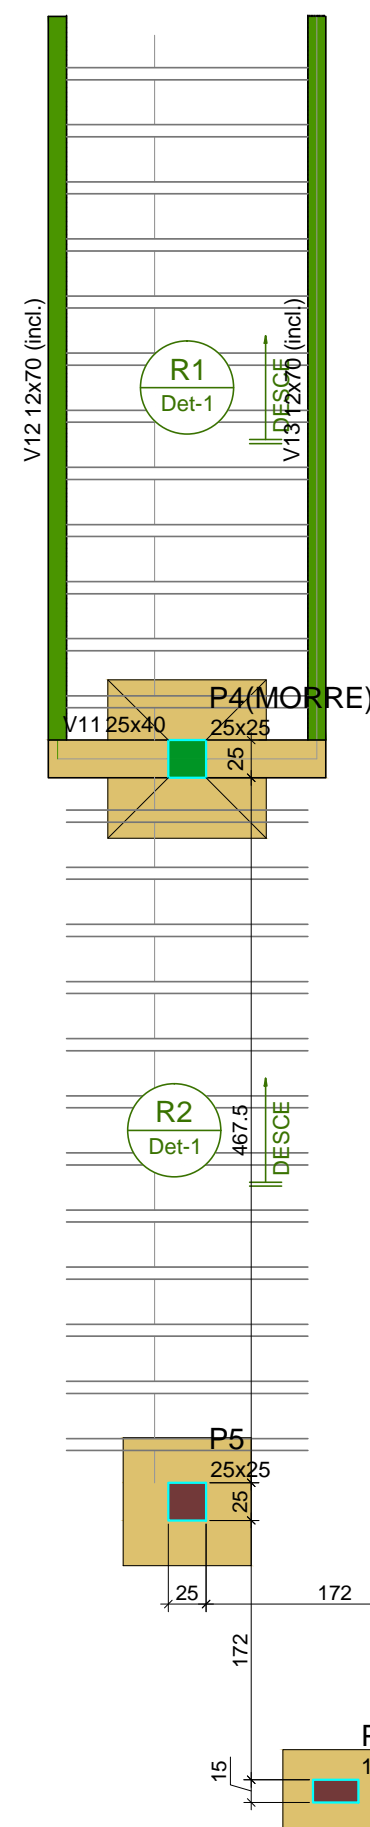 V12 12x70 (incl.)
V13 12x70 (incl.)
R1
Det-1
DESCE
P4(MORRE)
V11 25x40
25x25
25
R2
Det-1
467.5
DESCE
P5
25x25
25
25
172
172
15
P
1